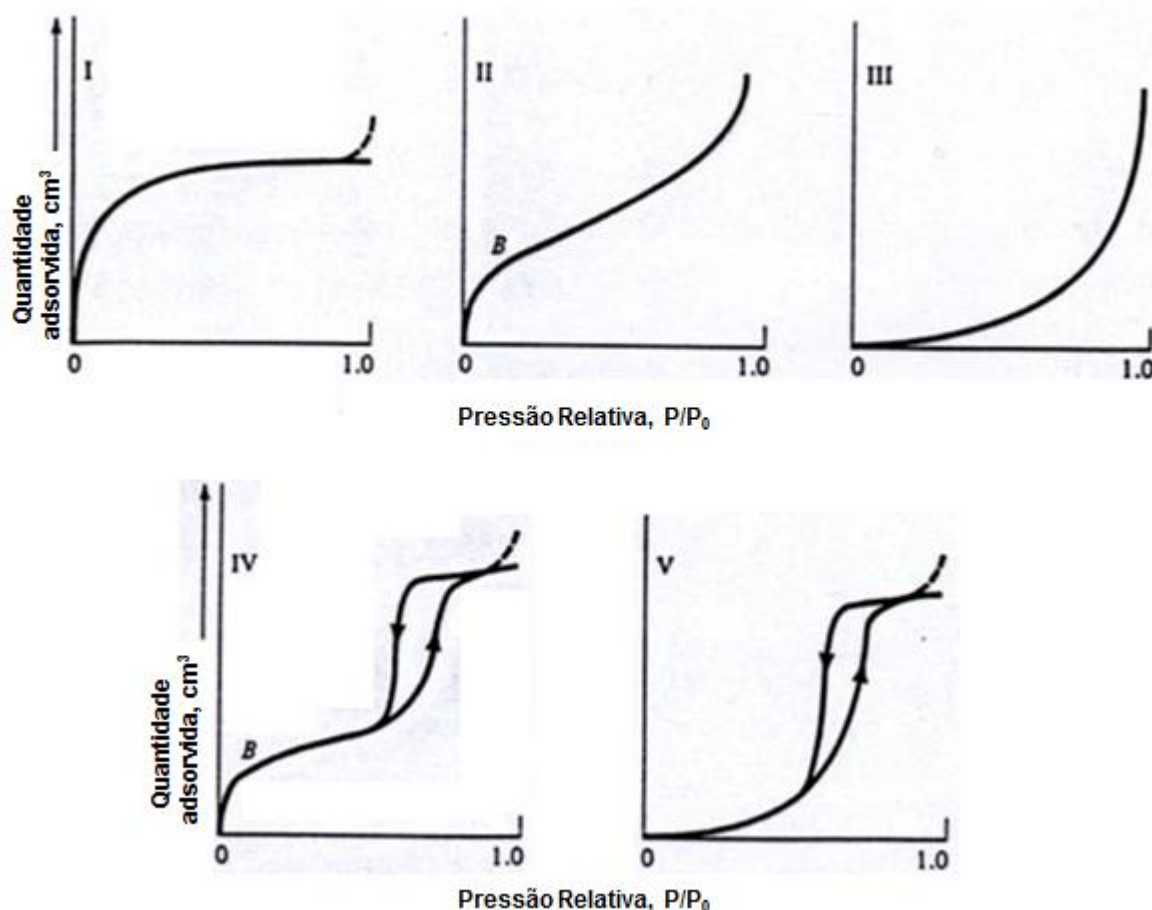 I
II
III
Quantidade
adsorvida, cm³
B
0
1.0
0
1.0
0
1.0
Pressão Relativa, P/P₀
IV
V
Quantidade
adsorvida, cm³
B
0
1.0
0
1.0
Pressão Relativa, P/P₀